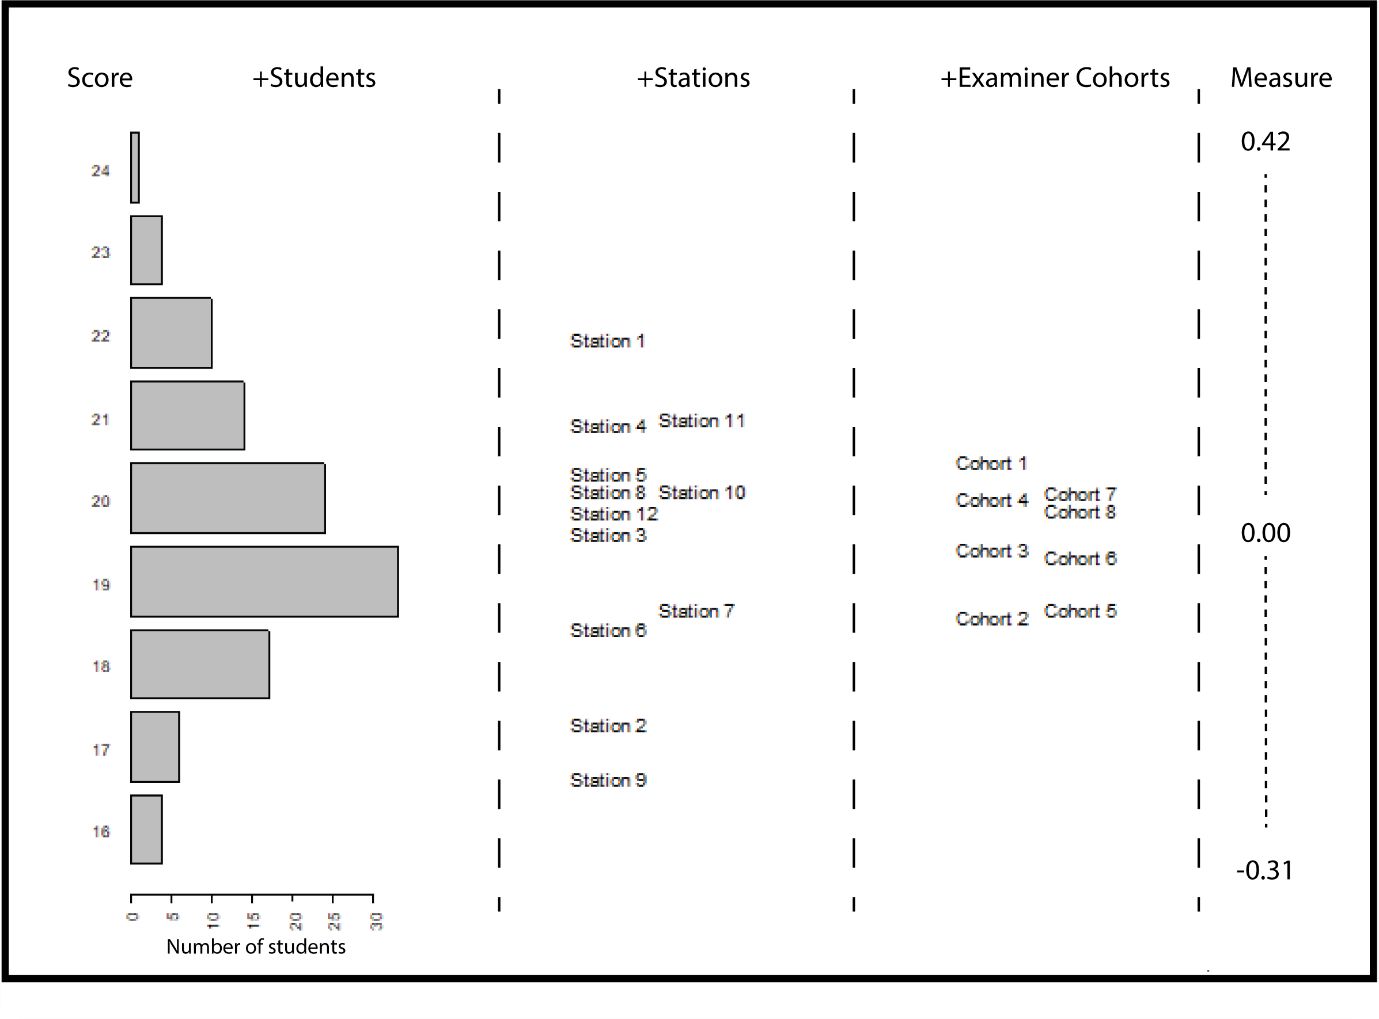 Score +Students +Stations +Examiner Cohorts Measure
0.42
24
23
22
Station 1
21
Station 4 Station 11
Cohort 1
Station 5
20
Station 8 Station 10
Cohort 4 Cohort 7
Station 12
Cohort 8
Station 3
0.00
Cohort 3 Cohort 6
19
Station 7
Cohort 2 Cohort 5
Station 6
18
Station 2
17
Station 9
16
-0.31
0 5 10 15 20 25 30
Number of students